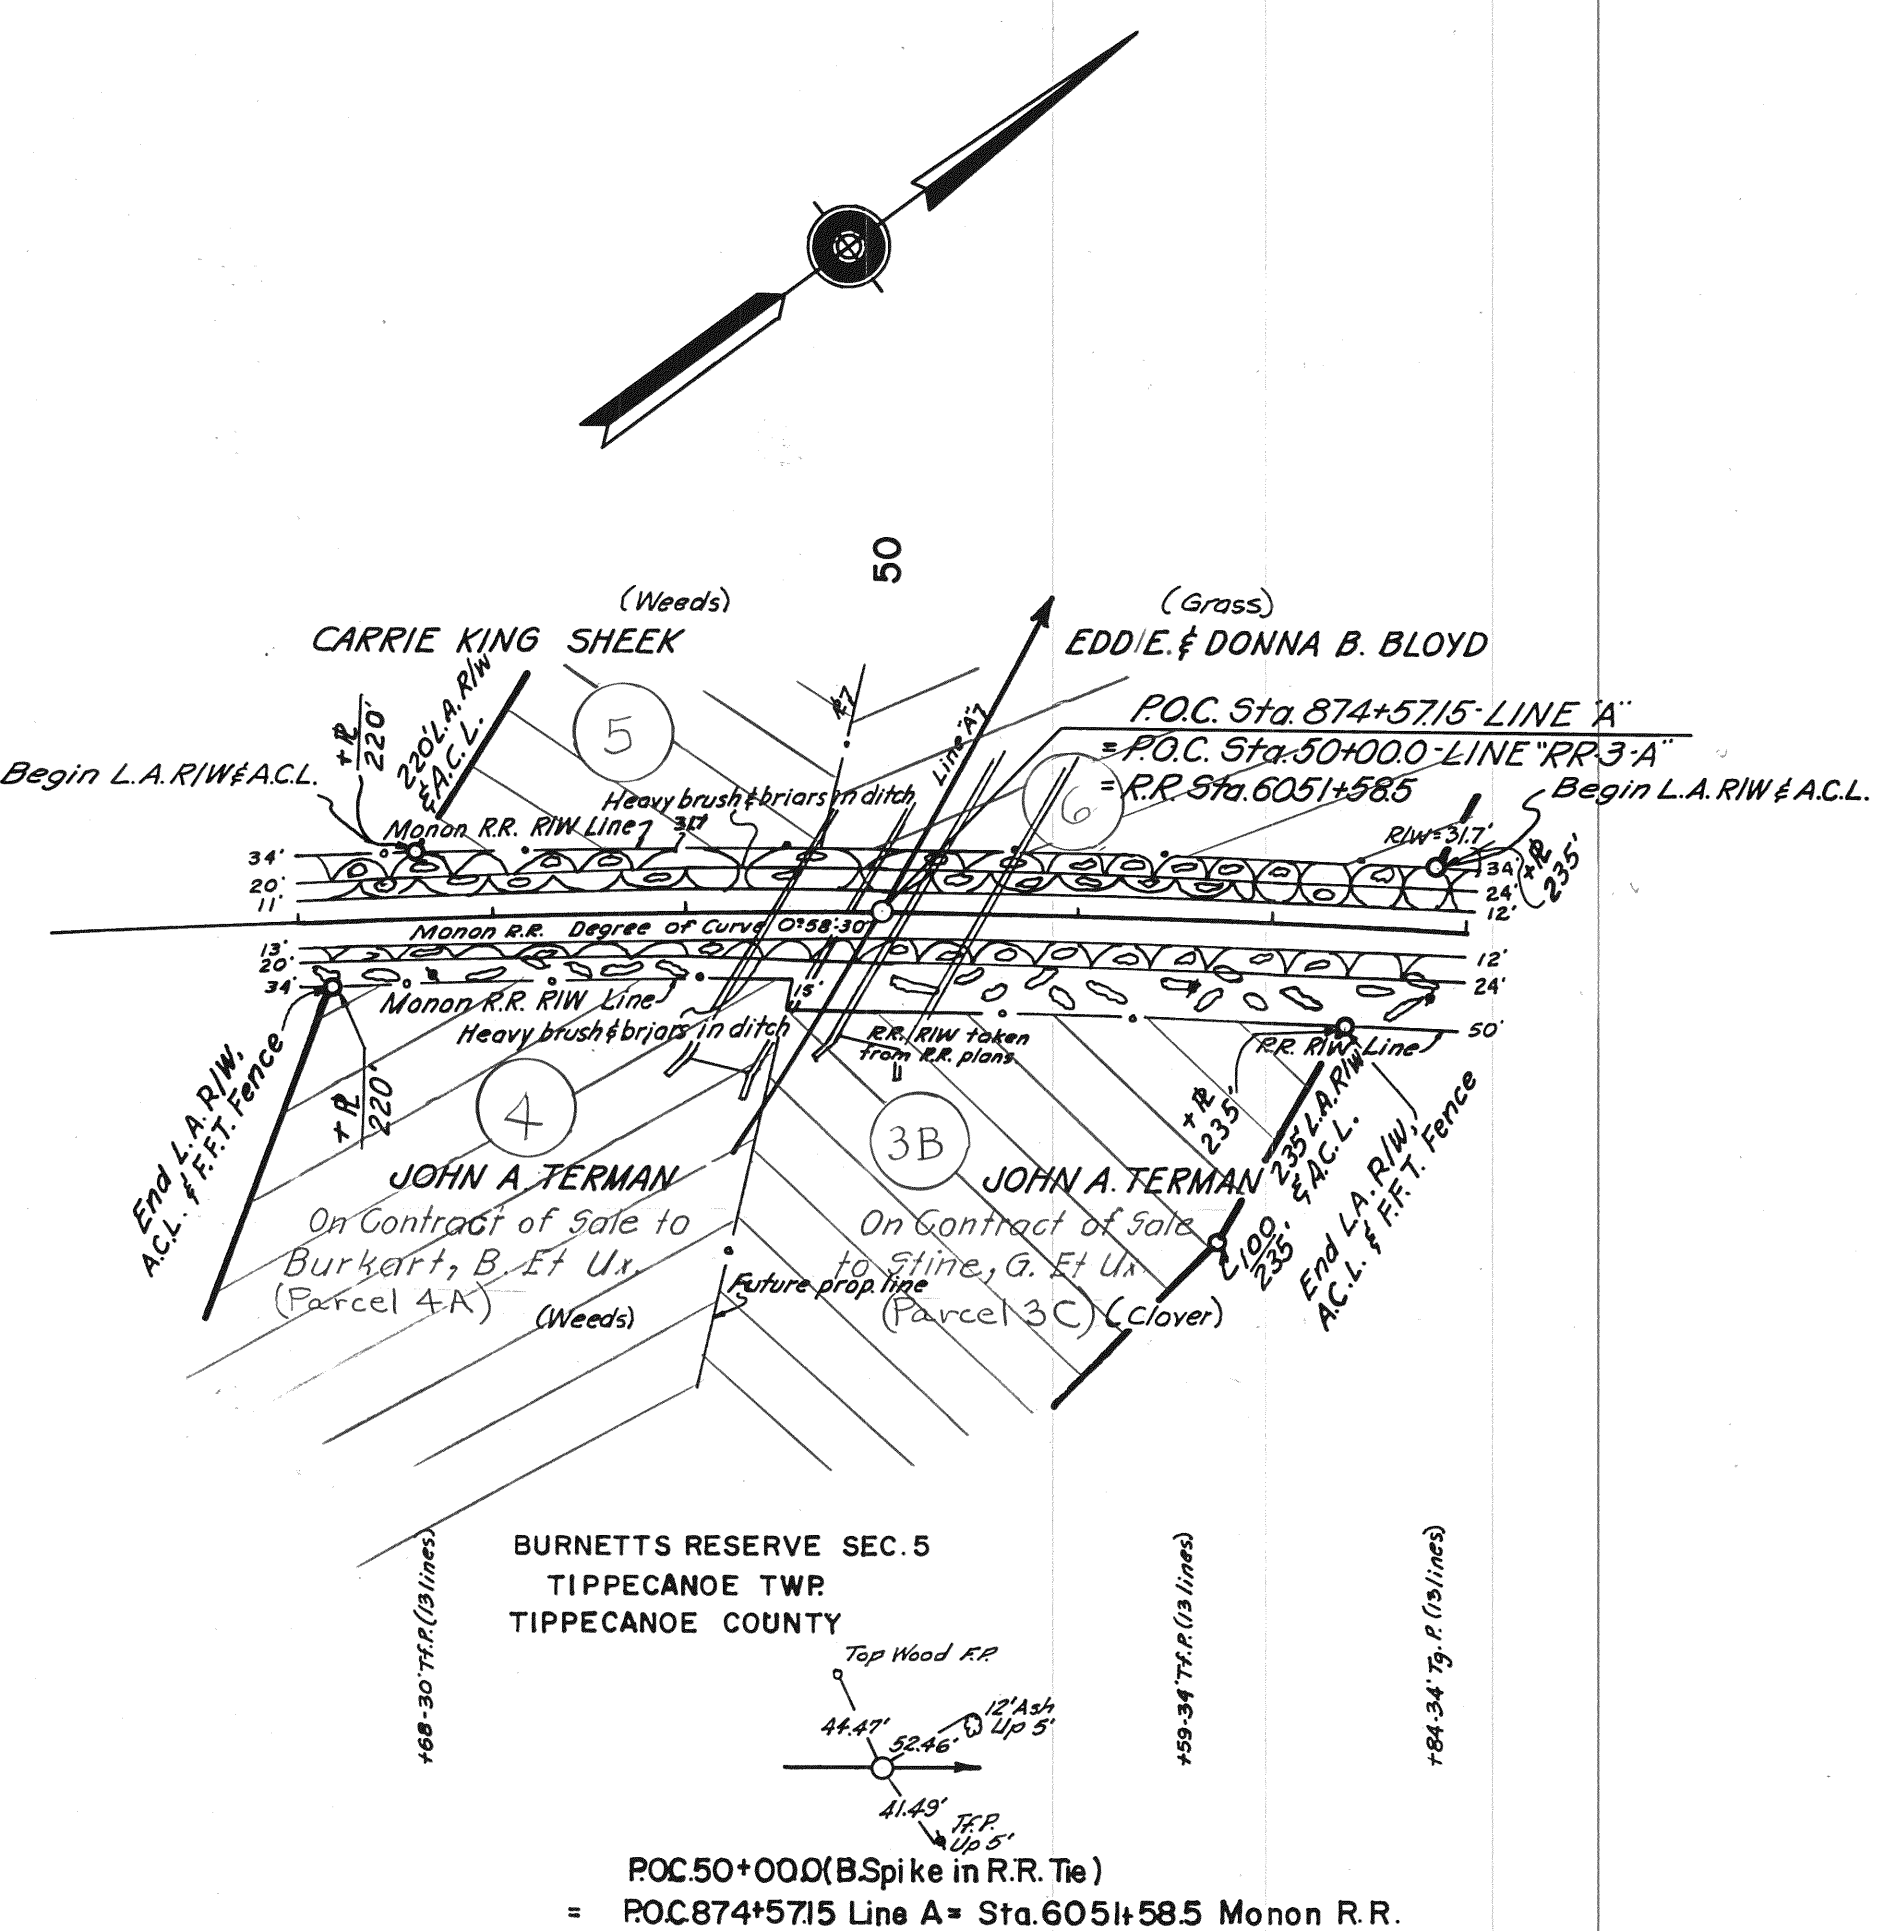 50
(Weeds)
(Grass)
CARRIE KING SHEEK
EDDIE. & DONNA B. BLOYD
P.O.C. Sta. 874+57.15-LINE "A"
= P.O.C. Sta. 50+00.0-LINE "RR-3-A"
= R.R. Sta. 6051+58.5
Begin L.A. R/W & A.C.L.
+ PL
220'
220' L.A. R/W
& A.C.L.
5
PL
Line "A"
6
Begin L.A. R/W & A.C.L.
R/W=31.7'
+ PL
235'
Heavy brush & briars in ditch
Monon R.R. R/W Line
31.7
34'
20'
11'
34'
24'
12'
Monon R.R. Degree of Curve 0°58'-30"
13'
20'
34'
12'
24'
50'
Monon R.R. R/W Line
15'
Heavy brush & briars in ditch
R.R. R/W taken
from R.R. plans
R.R. R/W Line
End L.A. R/W,
A.C.L. & F.F.T. Fence
+ PL
220'
4
3B
+ PL
235'
235' L.A. R/W
& A.C.L.
End L.A. R/W,
A.C.L. & F.F.T. Fence
JOHN A. TERMAN
On Contract of Sale to
Burkart, B. Et Ux.
(Parcel 4A)
(Weeds)
JOHN A. TERMAN
On Contract of Sale
to Stine, G. Et Ux.
(Parcel 3C) (Clover)
100
235'
Future prop. line
BURNETTS RESERVE SEC. 5
TIPPECANOE TWP.
TIPPECANOE COUNTY
+68-30' Tf.P. (13 lines)
+59-34' Tf.P. (13 lines)
+84-34' Tg. P. (13 lines)
Top Wood F.P.
12' Ash
Up 5'
44.47'
52.46'
41.49'
Tf.P.
Up 5'
P.O.C. 50+00.0 (B.Spike in R.R. Tie)
= P.O.C. 874+57.15 Line A = Sta. 6051+58.5 Monon R.R.